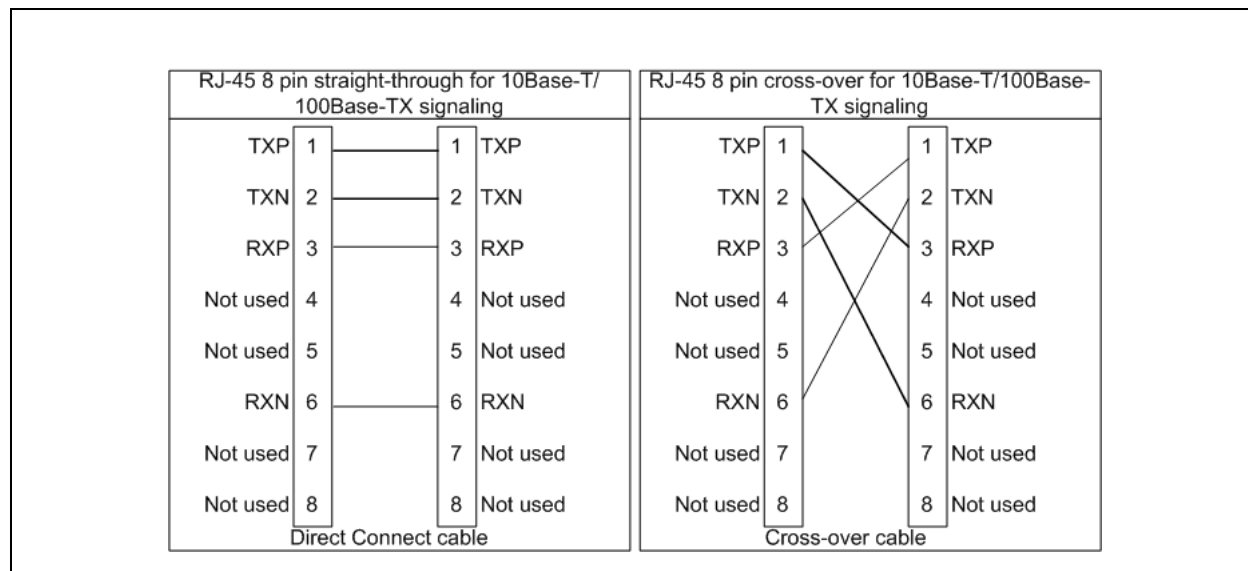 RJ-45 8 pin straight-through for 10Base-T/
100Base-TX signaling
TXP 1 1 TXP
TXN 2 2 TXN
RXP 3 3 RXP
Not used 4 4 Not used
Not used 5 5 Not used
RXN 6 6 RXN
Not used 7 7 Not used
Not used 8 8 Not used
Direct Connect cable
RJ-45 8 pin cross-over for 10Base-T/100Base-
TX signaling
TXP 1 1 TXP
TXN 2 2 TXN
RXP 3 3 RXP
Not used 4 4 Not used
Not used 5 5 Not used
RXN 6 6 RXN
Not used 7 7 Not used
Not used 8 8 Not used
Cross-over cable